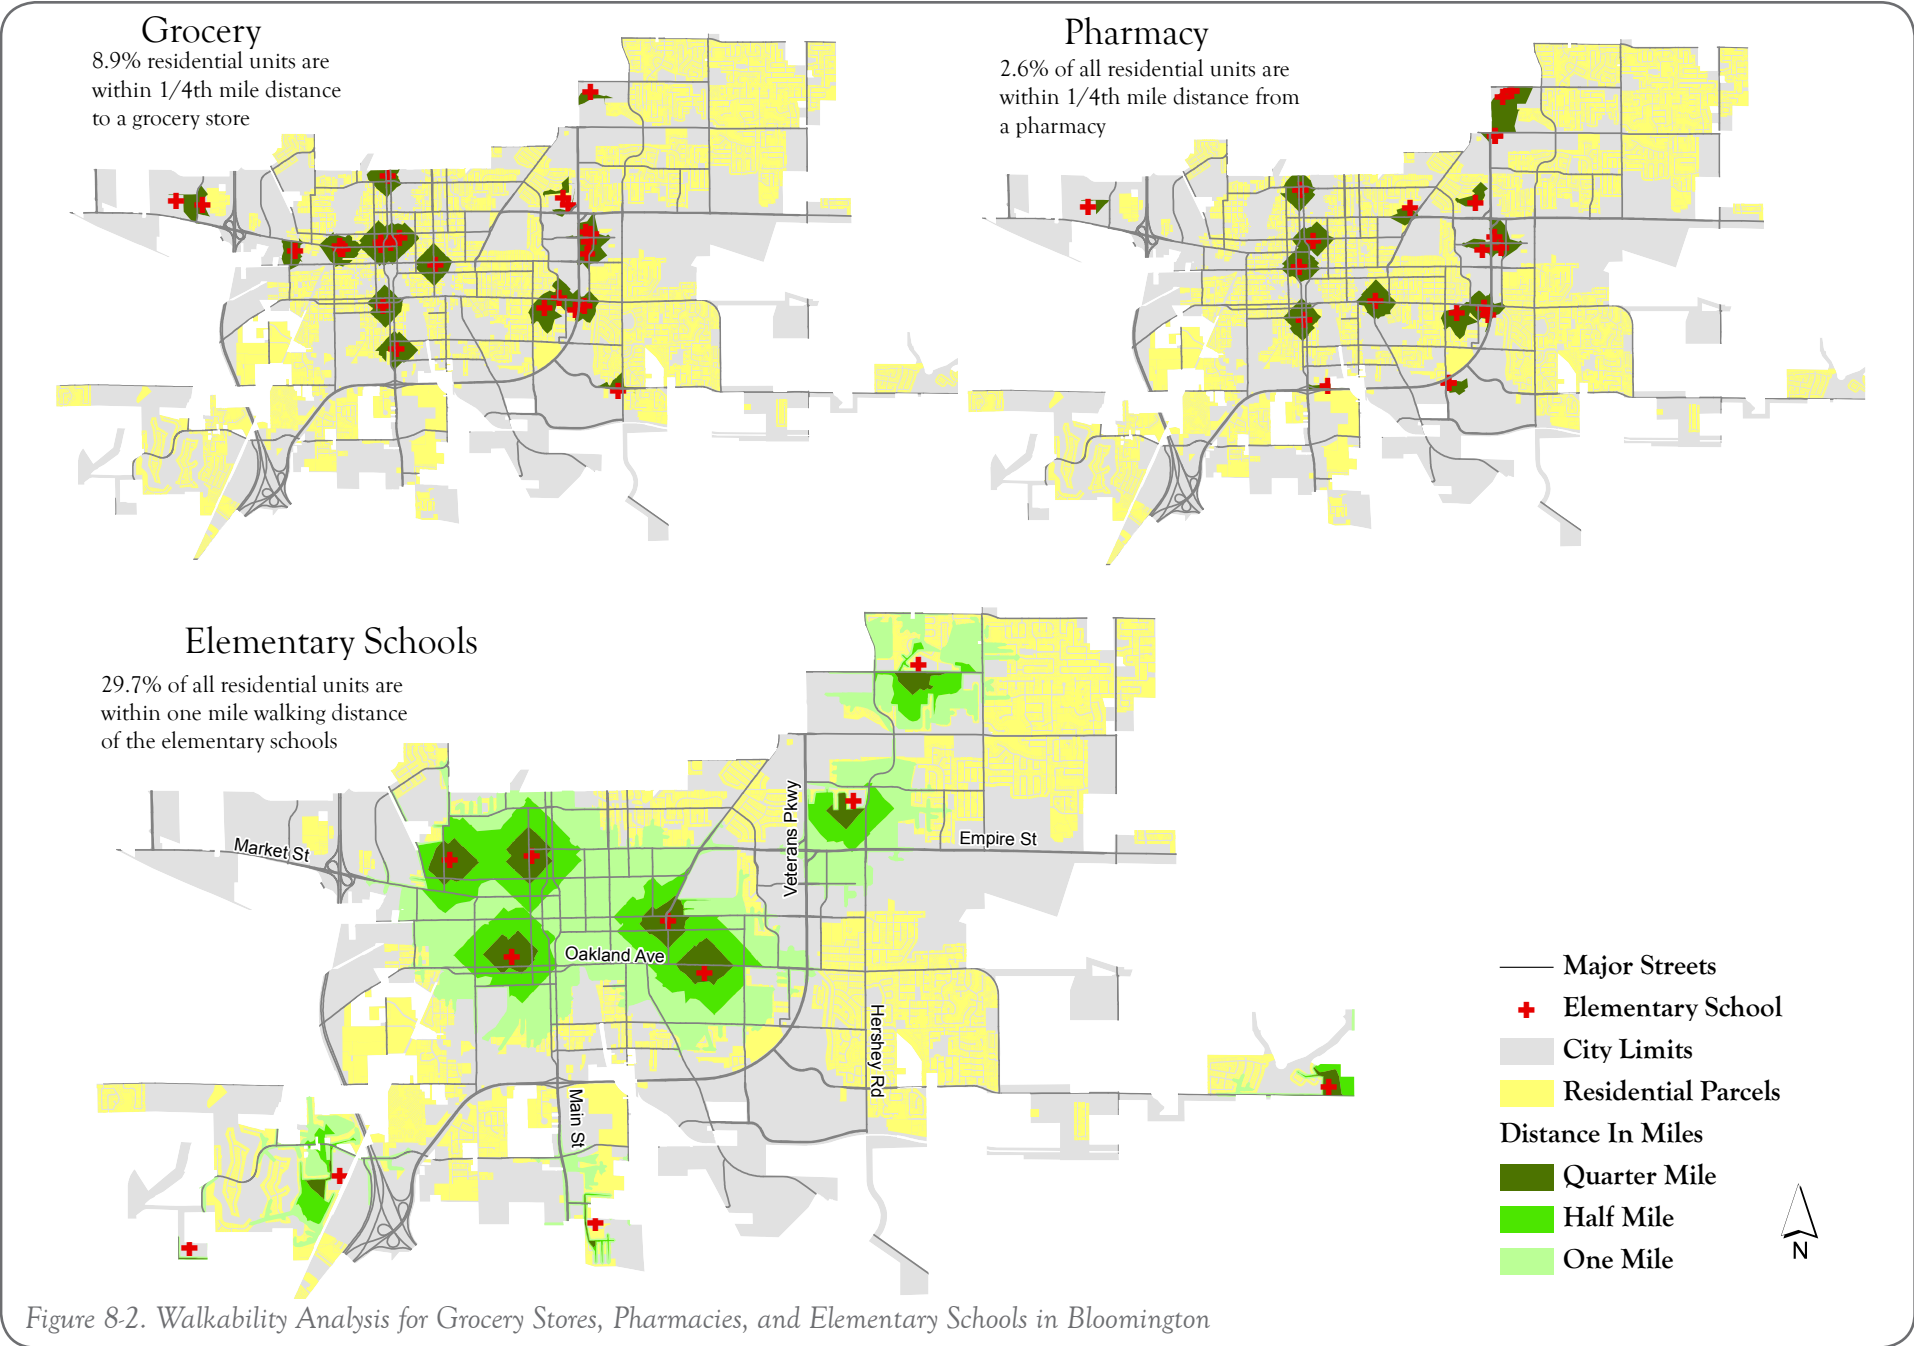 Grocery
8.9% residential units are
within 1/4th mile distance
to a grocery store
Pharmacy
2.6% of all residential units are
within 1/4th mile distance from
a pharmacy
Elementary Schools
29.7% of all residential units are
within one mile walking distance
of the elementary schools
Market St
Veterans Pkwy
Empire St
Oakland Ave
Hershey Rd
Main St
Major Streets
Elementary School
City Limits
Residential Parcels
Distance In Miles
Quarter Mile
Half Mile
One Mile
N
Figure 8-2. Walkability Analysis for Grocery Stores, Pharmacies, and Elementary Schools in Bloomington